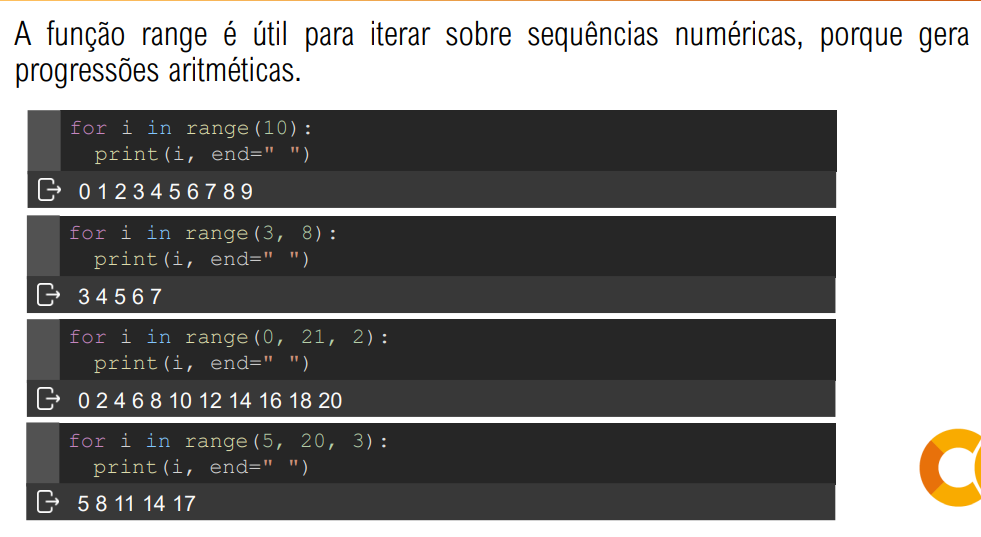 A função range é útil para iterar sobre sequências numéricas, porque gera
progressões aritméticas.
for i in range(10):
  print(i, end=" ")
0 1 2 3 4 5 6 7 8 9
for i in range(3, 8):
  print(i, end=" ")
3 4 5 6 7
for i in range(0, 21, 2):
  print(i, end=" ")
0 2 4 6 8 10 12 14 16 18 20
for i in range(5, 20, 3):
  print(i, end=" ")
5 8 11 14 17